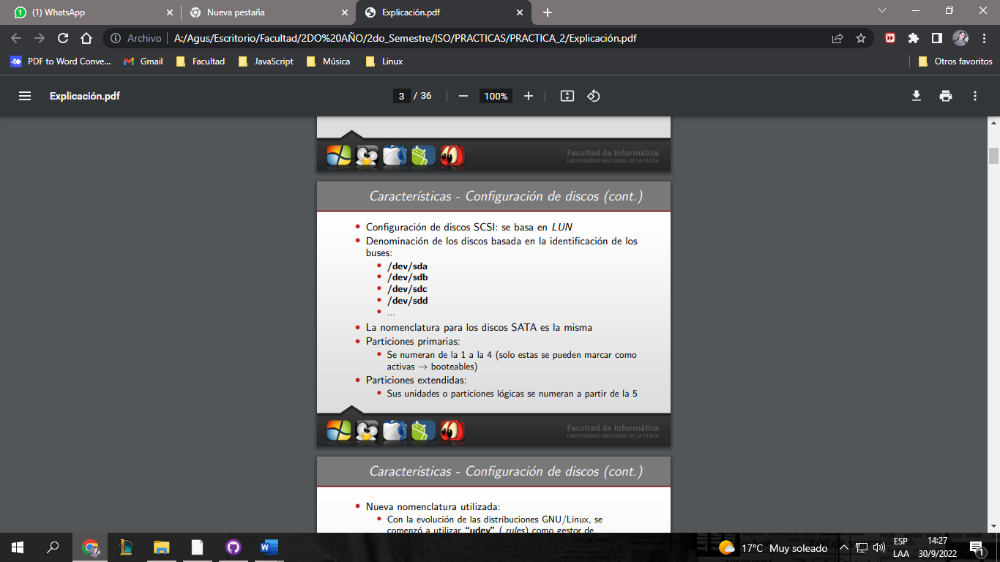 (1) WhatsApp
Nueva pestaña
Explicación.pdf
Archivo
A:/Agus/Escritorio/Facultad/2DO%20AÑO/2do_Semestre/ISO/PRACTICAS/PRACTICA_2/Explicación.pdf
PDF to Word Conve...
Gmail
Facultad
JavaScript
Música
Linux
Otros favoritos
Explicación.pdf
3 / 36
100%
Facultad de Informática
UNIVERSIDAD NACIONAL DE LA PLATA
Características - Configuración de discos (cont.)
Configuración de discos SCSI: se basa en LUN
Denominación de los discos basada en la identificación de los
buses:
/dev/sda
/dev/sdb
/dev/sdc
/dev/sdd
...
La nomenclatura para los discos SATA es la misma
Particiones primarias:
Se numeran de la 1 a la 4 (solo estas se pueden marcar como
activas → booteables)
Particiones extendidas:
Sus unidades o particiones lógicas se numeran a partir de la 5
Facultad de Informática
UNIVERSIDAD NACIONAL DE LA PLATA
Características - Configuración de discos (cont.)
Nueva nomenclatura utilizada:
Con la evolución de las distribuciones GNU/Linux, se
comenzó a utilizar “udev” ( rules) como gestor de
17°C Muy soleado
ESP
LAA
14:27
30/9/2022
1